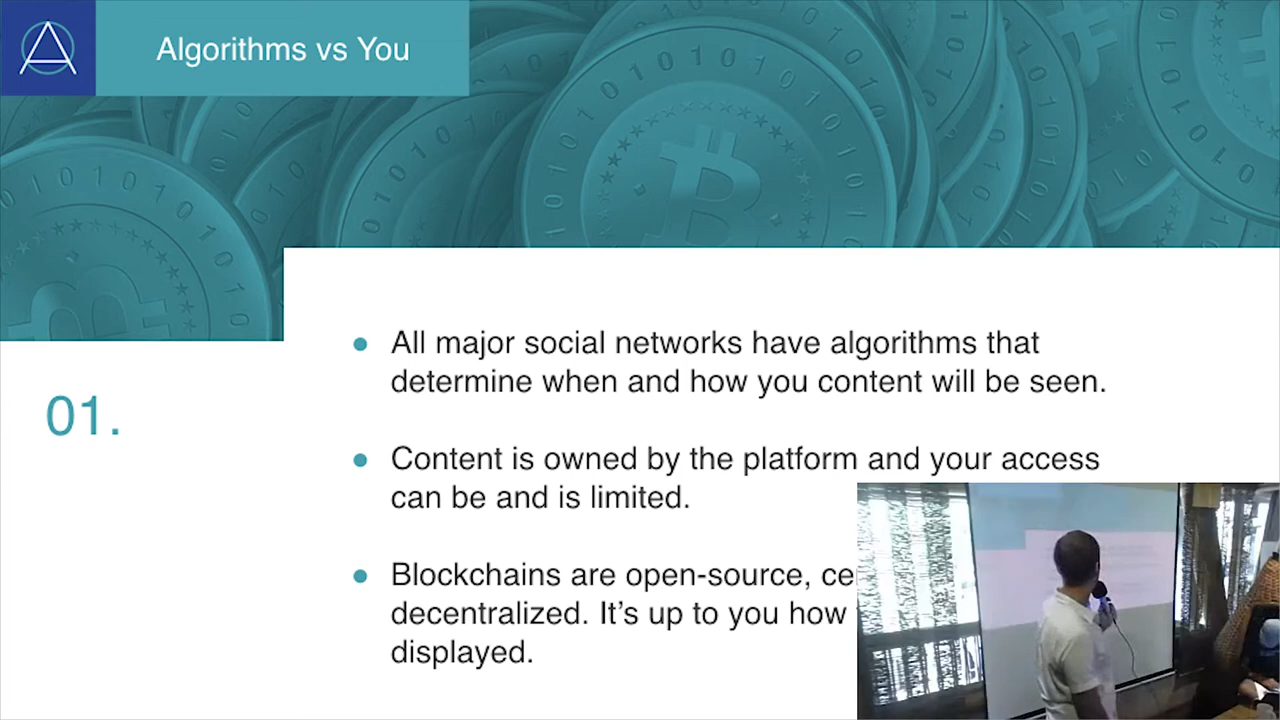 Algorithms vs You
01.
● All major social networks have algorithms that
determine when and how you content will be seen.
● Content is owned by the platform and your access
can be and is limited.
● Blockchains are open-source, ce
decentralized. It’s up to you how
displayed.